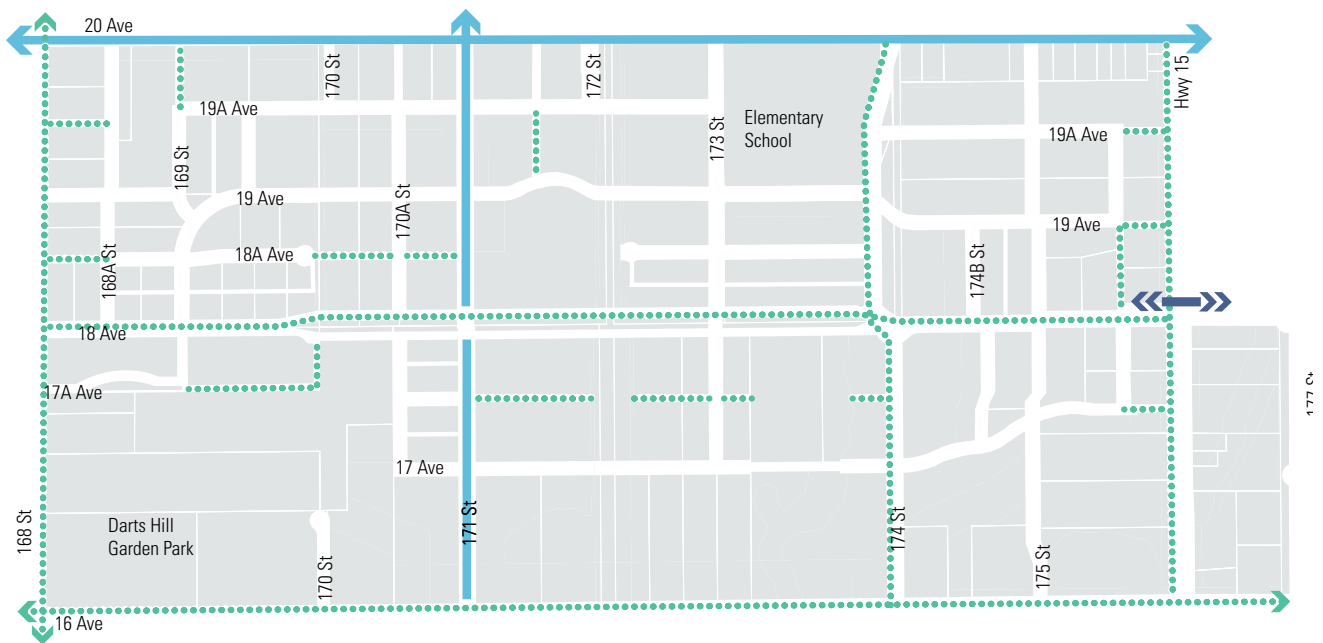 20 Ave
170 St
172 St
Hwy 15
19A Ave
Elementary
School
173 St
19A Ave
169 St
19 Ave
170A St
19 Ave
18A Ave
168A St
174B St
18 Ave
17A Ave
177 St
17 Ave
168 St
171 St
Darts Hill
Garden Park
174 St
170 St
175 St
16 Ave